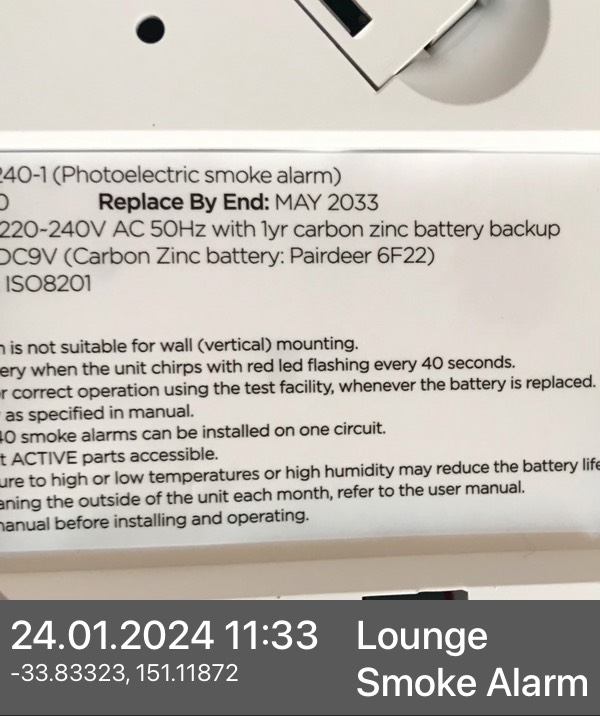 240-1 (Photoelectric smoke alarm)
Replace By End: MAY 2033
220-240V AC 50Hz with 1yr carbon zinc battery backup
DC9V (Carbon Zinc battery: Pairdeer 6F22)
ISO8201
is not suitable for wall (vertical) mounting.
ery when the unit chirps with red led flashing every 40 seconds.
r correct operation using the test facility, whenever the battery is replaced.
as specified in manual.
40 smoke alarms can be installed on one circuit.
t ACTIVE parts accessible.
ure to high or low temperatures or high humidity may reduce the battery life
aning the outside of the unit each month, refer to the user manual.
manual before installing and operating.
24.01.2024 11:33
-33.83323, 151.11872
Lounge
Smoke Alarm